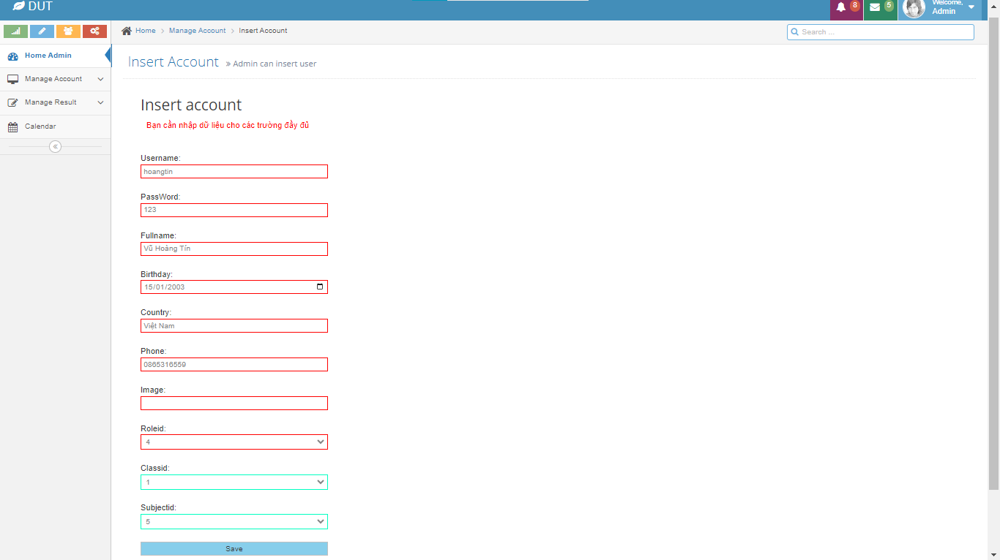 DUT
8
5
Welcome,
Admin
Home > Manage Account > Insert Account
Search ...
Home Admin
Manage Account
Manage Result
Calendar
Insert Account » Admin can insert user
Insert account
Bạn cần nhập dữ liệu cho các trường đầy đủ
Username:
hoangtin
PassWord:
123
Fullname:
Vũ Hoàng Tín
Birthday:
15/01/2003
Country:
Việt Nam
Phone:
0865316559
Image:
Roleid:
4
Classid:
1
Subjectid:
5
Save